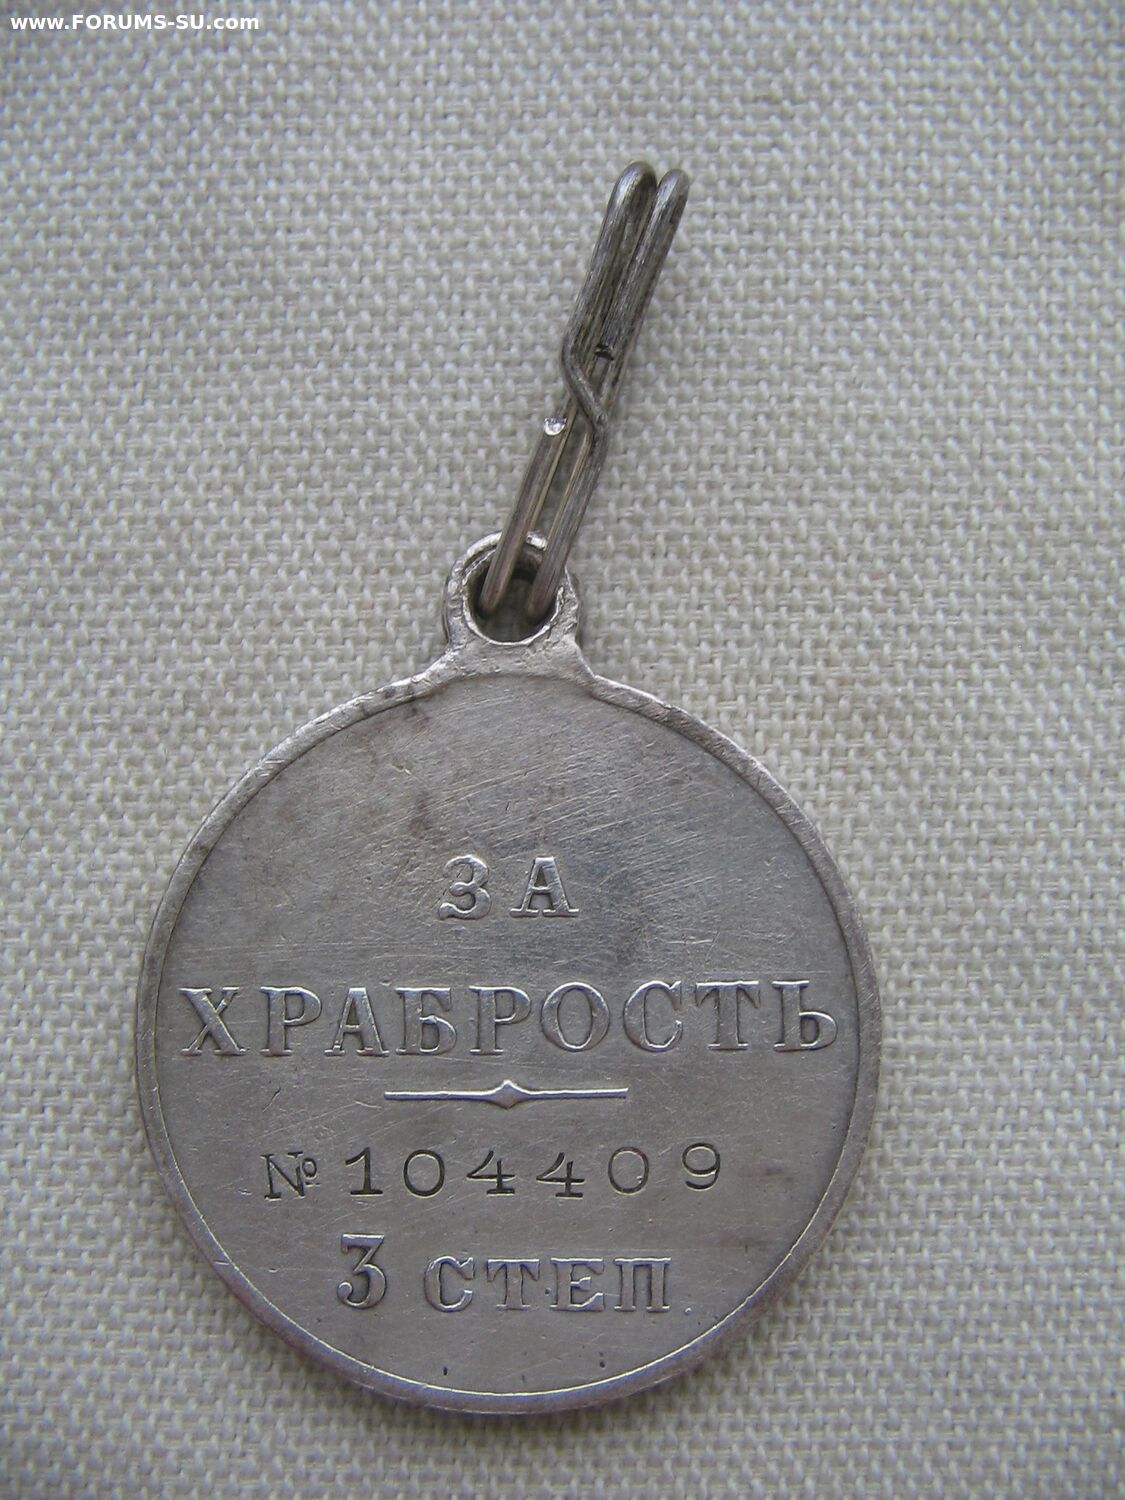 www.FORUMS-SU.com
ЗА
ХРАБРОСТЬ
№ 104409
3 СТЕП.